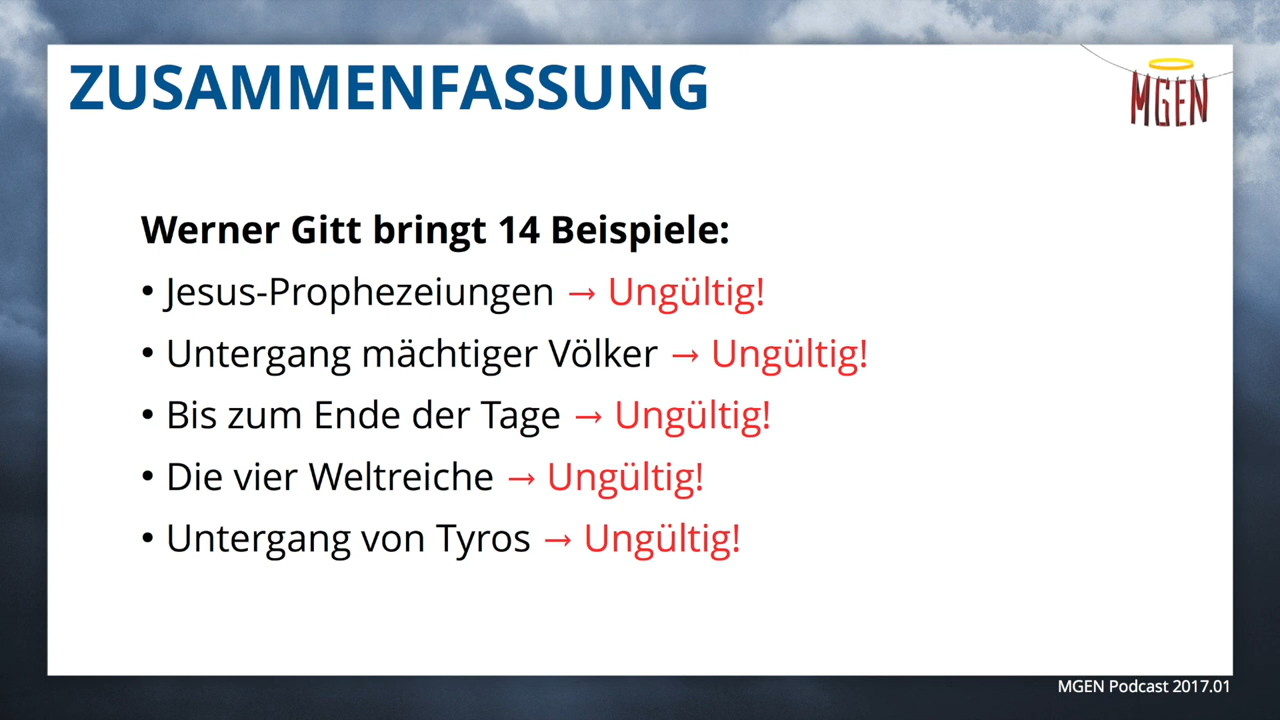 ZUSAMMENFASSUNG
MGEN
Werner Gitt bringt 14 Beispiele:
• Jesus-Prophezeiungen → Ungültig!
• Untergang mächtiger Völker → Ungültig!
• Bis zum Ende der Tage → Ungültig!
• Die vier Weltreiche → Ungültig!
• Untergang von Tyros → Ungültig!
MGEN Podcast 2017.01